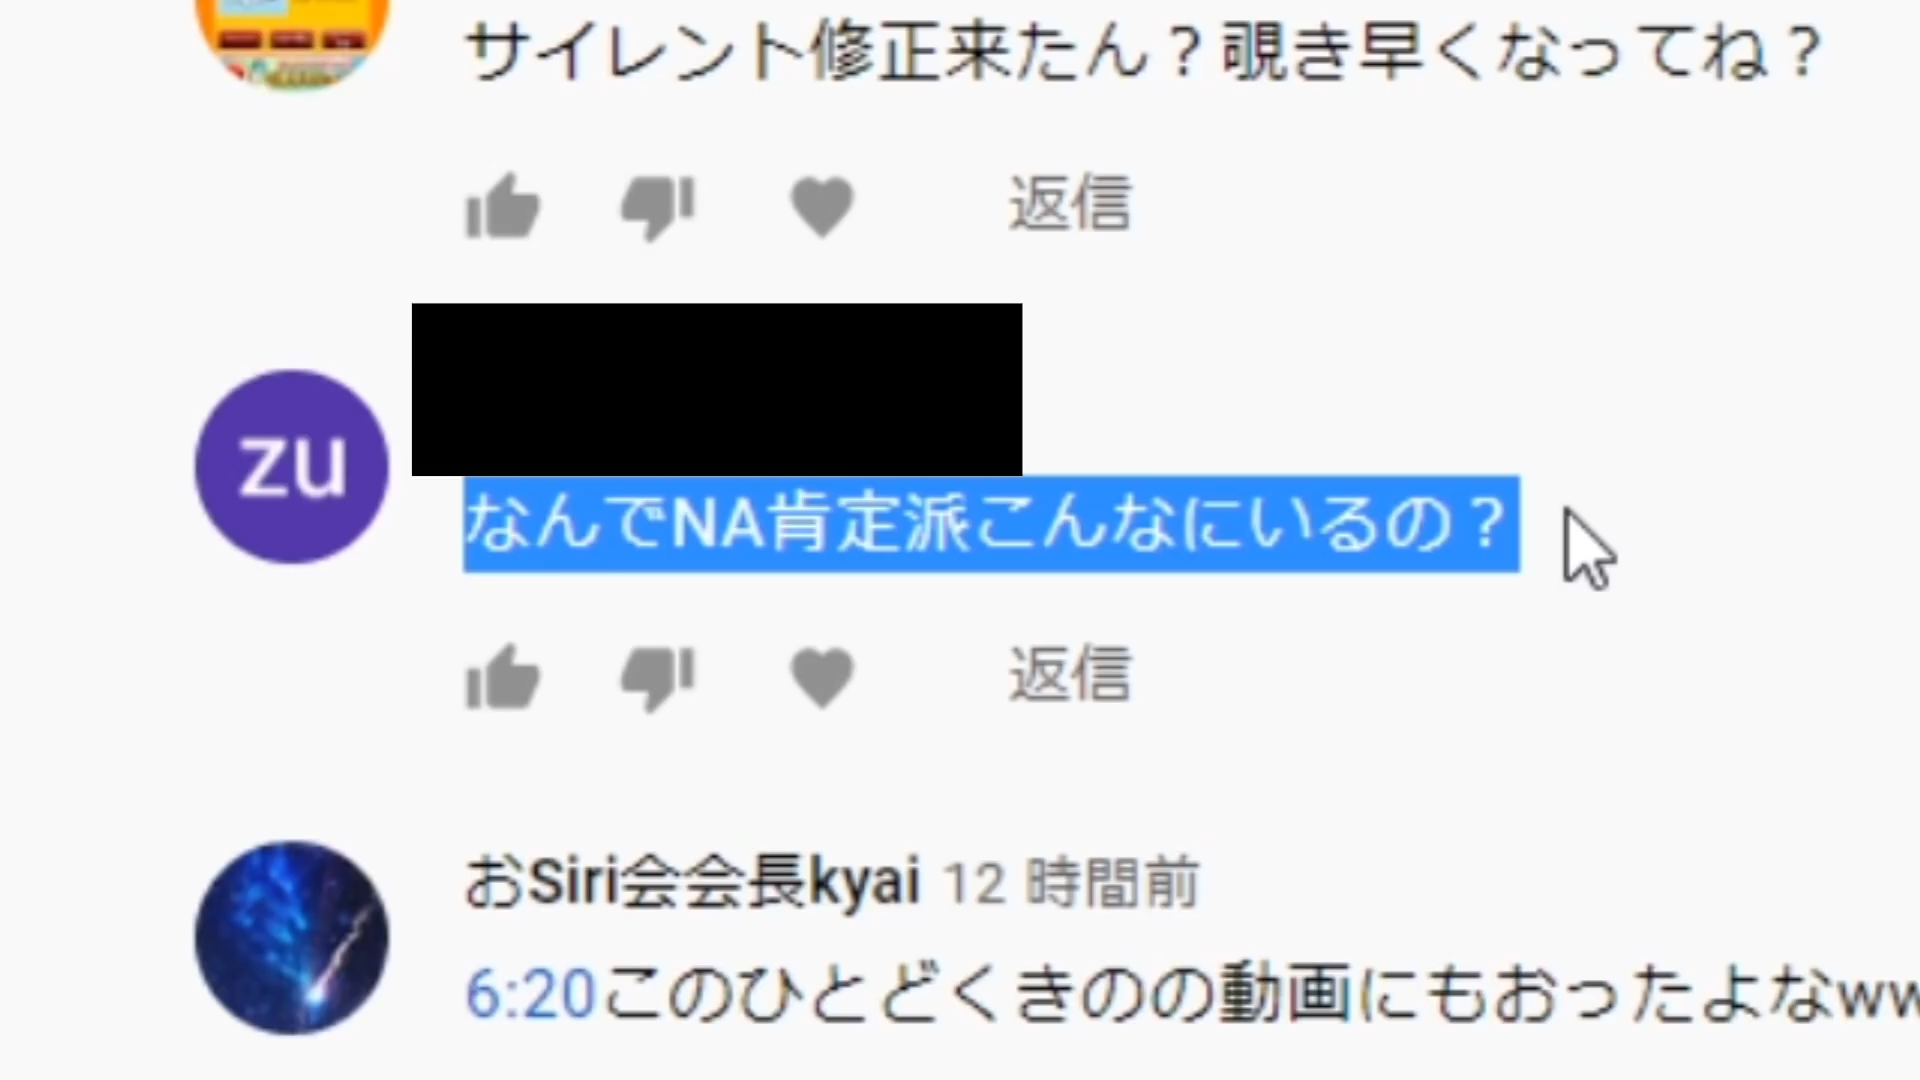 サイレント修正来たん？覗き早くなってね？
返信
zu
なんでNA肯定派こんなにいるの？
返信
おSiri会会長kyai 12 時間前
6:20このひとどくきのの動画にもおったよなww